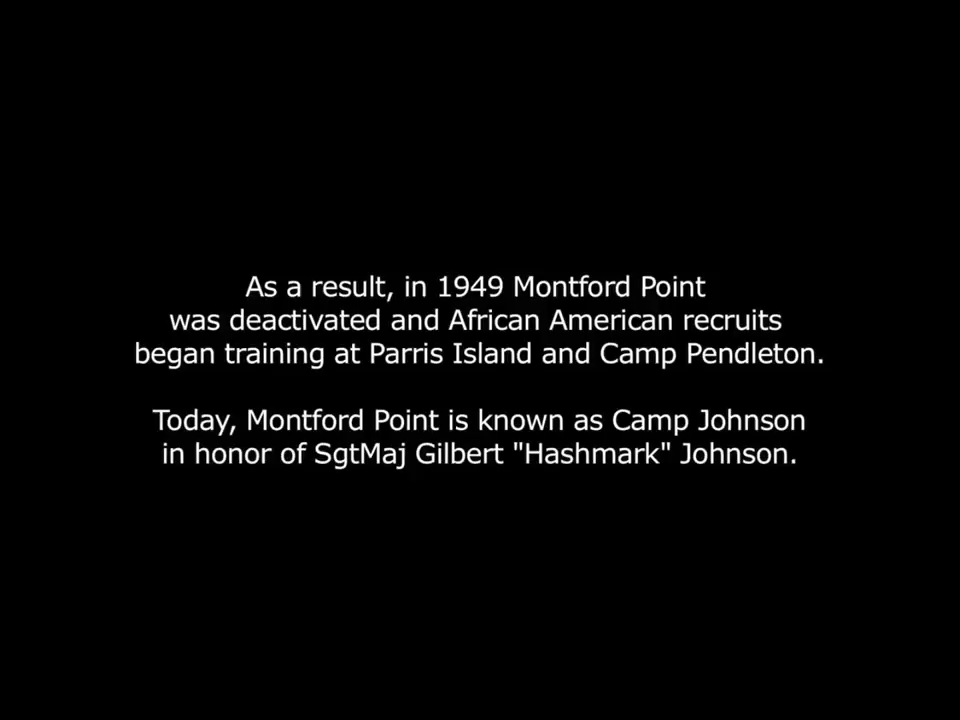 As a result, in 1949 Montford Point
was deactivated and African American recruits
began training at Parris Island and Camp Pendleton.
Today, Montford Point is known as Camp Johnson
in honor of SgtMaj Gilbert "Hashmark" Johnson.